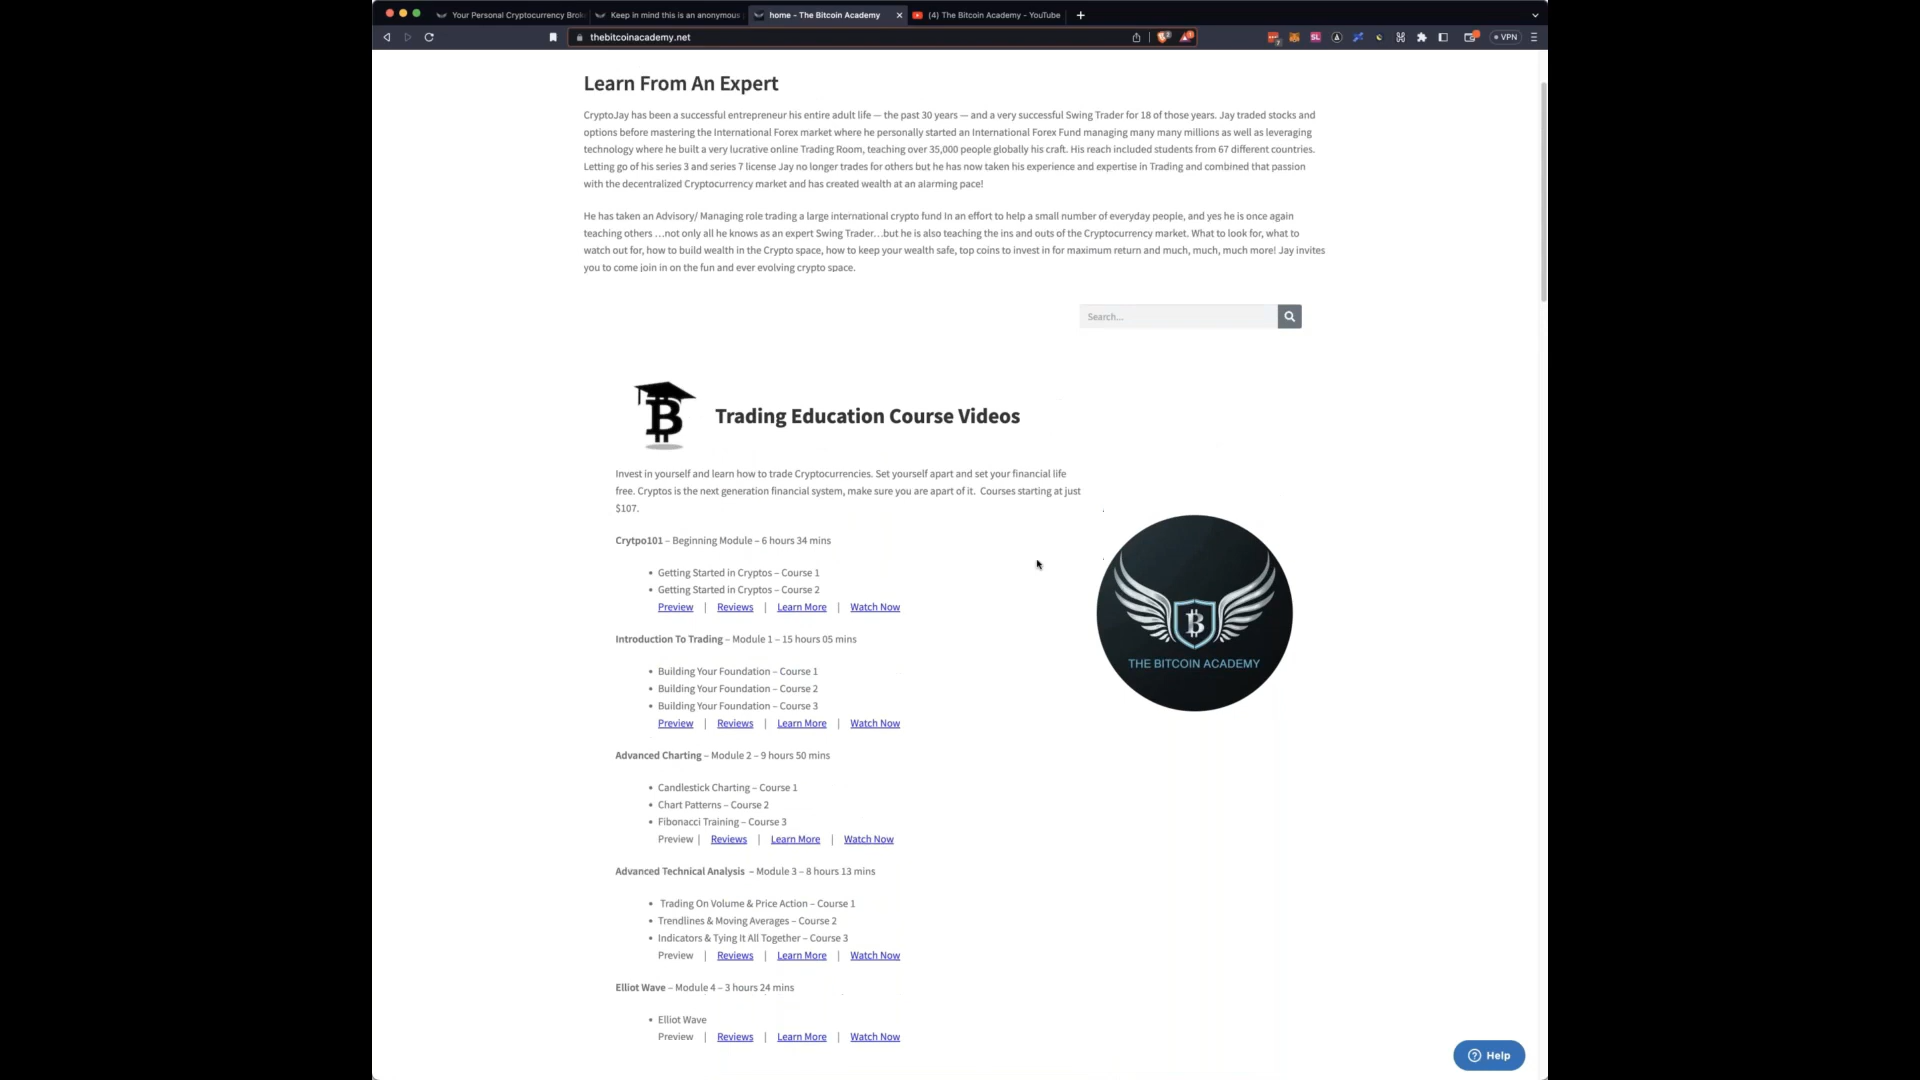 Your Personal Cryptocurrency Brok
Keep in mind this is an anonymous
home - The Bitcoin Academy
(4) The Bitcoin Academy - YouTube
thebitcoinacademy.net
VPN
Learn From An Expert
CryptoJay has been a successful entrepreneur his entire adult life — the past 30 years — and a very successful Swing Trader for 18 of those years. Jay traded stocks and
options before mastering the International Forex market where he personally started an International Forex Fund managing many many millions as well as leveraging
technology where he built a very lucrative online Trading Room, teaching over 35,000 people globally his craft. His reach included students from 67 different countries.
Letting go of his series 3 and series 7 license Jay no longer trades for others but he has now taken his experience and expertise in Trading and combined that passion
with the decentralized Cryptocurrency market and has created wealth at an alarming pace!
He has taken an Advisory/ Managing role trading a large international crypto fund In an effort to help a small number of everyday people, and yes he is once again
teaching others …not only all he knows as an expert Swing Trader…but he is also teaching the ins and outs of the Cryptocurrency market. What to look for, what to
watch out for, how to build wealth in the Crypto space, how to keep your wealth safe, top coins to invest in for maximum return and much, much, much more! Jay invites
you to come join in on the fun and ever evolving crypto space.
Search...
Trading Education Course Videos
Invest in yourself and learn how to trade Cryptocurrencies. Set yourself apart and set your financial life
free. Cryptos is the next generation financial system, make sure you are apart of it.  Courses starting at just
$107.
Crytpo101 – Beginning Module – 6 hours 34 mins
• Getting Started in Cryptos – Course 1
• Getting Started in Cryptos – Course 2
Preview | Reviews | Learn More | Watch Now
Introduction To Trading – Module 1 – 15 hours 05 mins
• Building Your Foundation – Course 1
• Building Your Foundation – Course 2
• Building Your Foundation – Course 3
Preview | Reviews | Learn More | Watch Now
THE BITCOIN ACADEMY
Advanced Charting – Module 2 – 9 hours 50 mins
• Candlestick Charting – Course 1
• Chart Patterns – Course 2
• Fibonacci Training – Course 3
Preview | Reviews | Learn More | Watch Now
Advanced Technical Analysis – Module 3 – 8 hours 13 mins
• Trading On Volume & Price Action – Course 1
• Trendlines & Moving Averages – Course 2
• Indicators & Tying It All Together – Course 3
Preview | Reviews | Learn More | Watch Now
Elliot Wave – Module 4 – 3 hours 24 mins
• Elliot Wave
Preview | Reviews | Learn More | Watch Now
Help